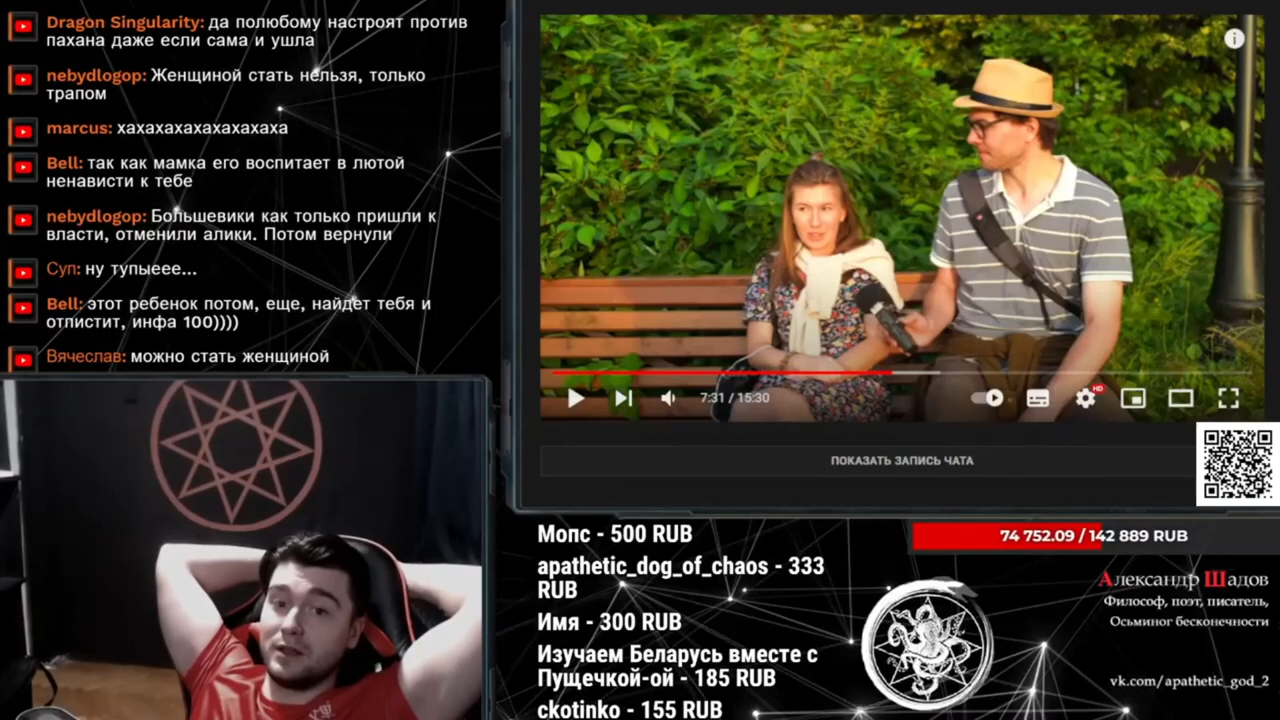 Dragon Singularity: да полюбому настроят против
пахана даже если сама и ушла
nebydlogop: Женщиной стать нельзя, только
трапом
marcus: хахахахахахахахаха
Bell: так как мамка его воспитает в лютой
ненависти к тебе
nebydlogop: Большевики как только пришли к
власти, отменили алики. Потом вернули
Суп: ну тупыеее...
Bell: этот ребенок потом, еще, найдет тебя и
отпистит, инфа 100))))
Вячеслав: можно стать женщиной
7:31 / 15:30
HD
ПОКАЗАТЬ ЗАПИСЬ ЧАТА
Мопс - 500 RUB
apathetic_dog_of_chaos - 333
RUB
Имя - 300 RUB
Изучаем Беларусь вместе с
Пущечкой-ой - 185 RUB
ckotinko - 155 RUB
74 752.09 / 142 889 RUB
Александр Шадов
Философ, поэт, писатель,
Осьминог бесконечности
vk.com/apathetic_god_2